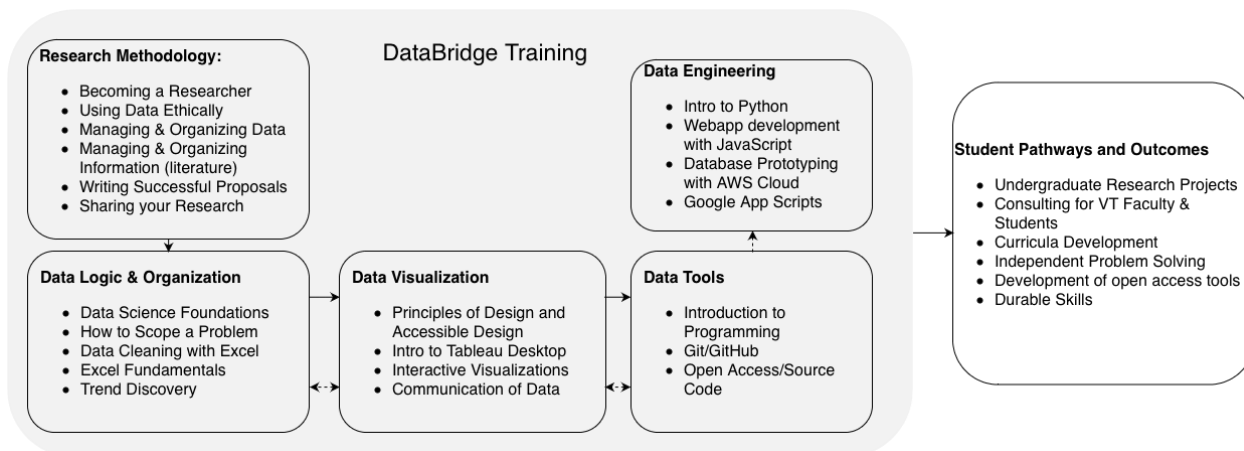 DataBridge Training
Research Methodology:
• Becoming a Researcher
• Using Data Ethically
• Managing & Organizing Data
• Managing & Organizing
Information (literature)
• Writing Successful Proposals
• Sharing your Research
Data Logic & Organization
• Data Science Foundations
• How to Scope a Problem
• Data Cleaning with Excel
• Excel Fundamentals
• Trend Discovery
Data Visualization
• Principles of Design and
Accessible Design
• Intro to Tableau Desktop
• Interactive Visualizations
• Communication of Data
Data Tools
• Introduction to
Programming
• Git/GitHub
• Open Access/Source
Code
Data Engineering
• Intro to Python
• Webapp development
with JavaScript
• Database Prototyping
with AWS Cloud
• Google App Scripts
Student Pathways and Outcomes
• Undergraduate Research Projects
• Consulting for VT Faculty &
Students
• Curricula Development
• Independent Problem Solving
• Development of open access tools
• Durable Skills